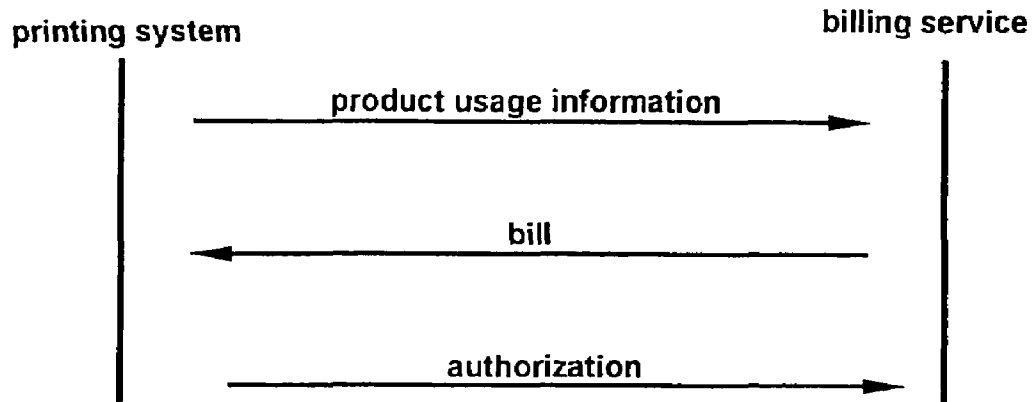 printing system
billing service
product usage information
bill
authorization